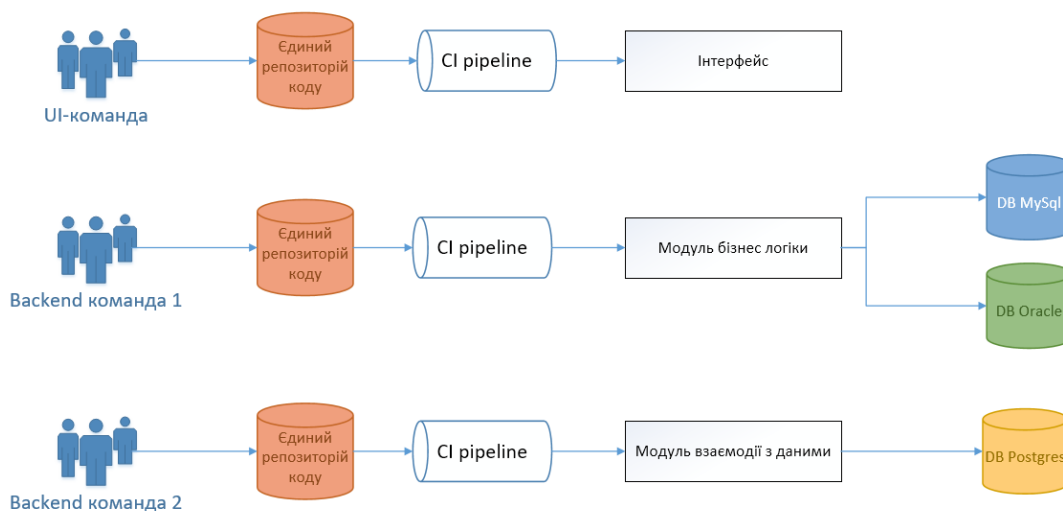 Єдиний
репозиторій
коду
CI pipeline
Інтерфейс
UI-команда
DB MySql
Єдиний
репозиторій
коду
CI pipeline
Модуль бізнес логіки
Backend команда 1
DB Oracle
Єдиний
репозиторій
коду
CI pipeline
Модуль взаємодії з даними
DB Postgres
Backend команда 2